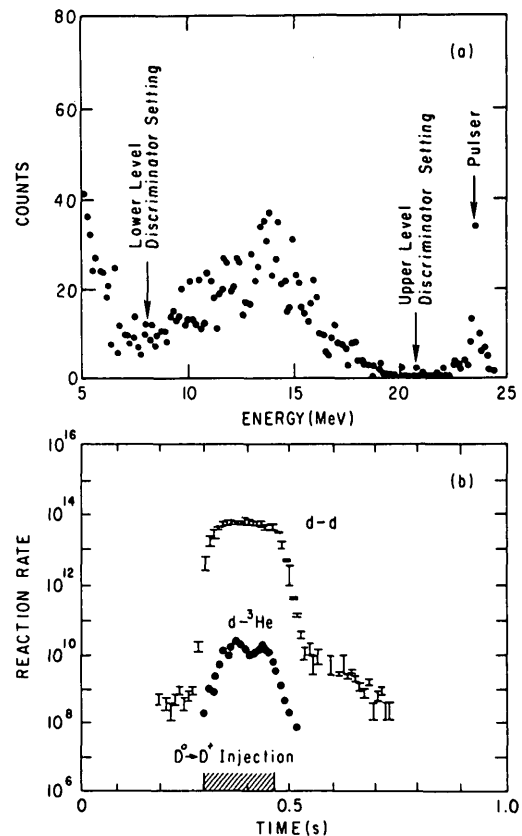 (a)
80
60
40
20
0
COUNTS
Lower Level
Discriminator Setting
Upper Level
Discriminator Setting
Pulser
5
10
15
20
25
ENERGY (MeV)
(b)
10¹⁶
10¹⁴
10¹²
10¹⁰
10⁸
10⁶
REACTION RATE
d-d
d-³He
D⁰→D⁺ Injection
0
0.5
1.0
TIME(s)